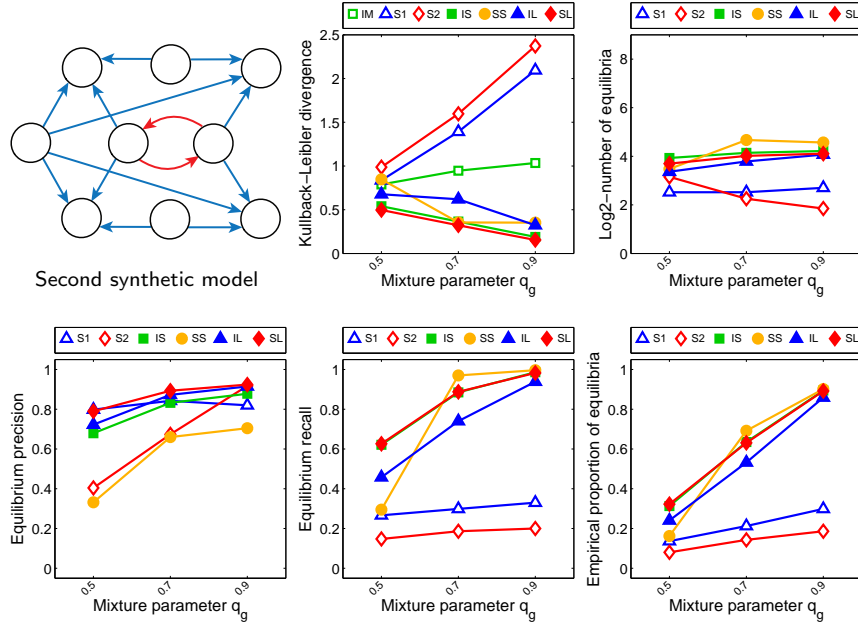 IM S1 S2 IS SS IL SL
Kullback−Leibler divergence
2.5
2
1.5
1
0.5
0
0.5
0.7
0.9
Mixture parameter q_g
S1 S2 IS SS IL SL
Log2−number of equilibria
8
6
4
2
0
0.5
0.7
0.9
Mixture parameter q_g
Second synthetic model
S1 S2 IS SS IL SL
Equilibrium precision
1
0.8
0.6
0.4
0.2
0
0.5
0.7
0.9
Mixture parameter q_g
S1 S2 IS SS IL SL
Equilibrium recall
1
0.8
0.6
0.4
0.2
0
0.5
0.7
0.9
Mixture parameter q_g
S1 S2 IS SS IL SL
Empirical proportion of equilibria
1
0.8
0.6
0.4
0.2
0
0.5
0.7
0.9
Mixture parameter q_g